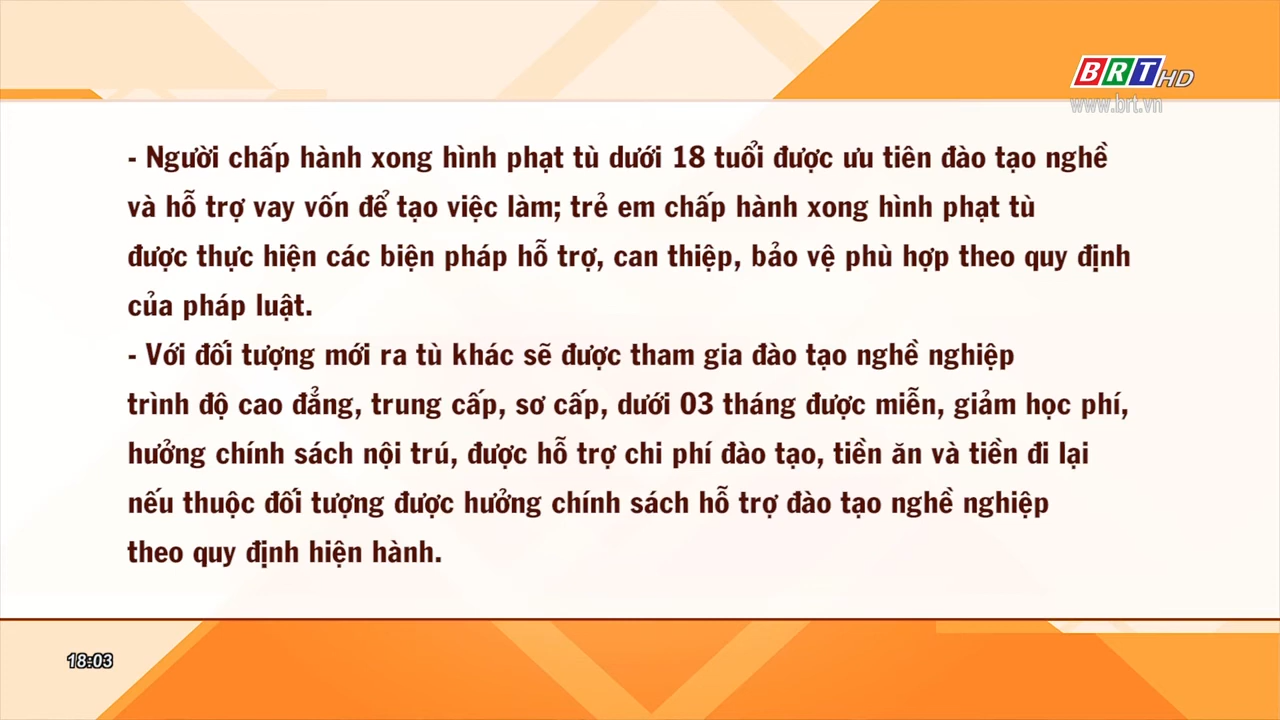 BRT HD
www.brt.vn
- Người chấp hành xong hình phạt tù dưới 18 tuổi được ưu tiên đào tạo nghề
và hỗ trợ vay vốn để tạo việc làm; trẻ em chấp hành xong hình phạt tù
được thực hiện các biện pháp hỗ trợ, can thiệp, bảo vệ phù hợp theo quy định
của pháp luật.
- Với đối tượng mới ra tù khác sẽ được tham gia đào tạo nghề nghiệp
trình độ cao đẳng, trung cấp, sơ cấp, dưới 03 tháng được miễn, giảm học phí,
hưởng chính sách nội trú, được hỗ trợ chi phí đào tạo, tiền ăn và tiền đi lại
nếu thuộc đối tượng được hưởng chính sách hỗ trợ đào tạo nghề nghiệp
theo quy định hiện hành.
18:03